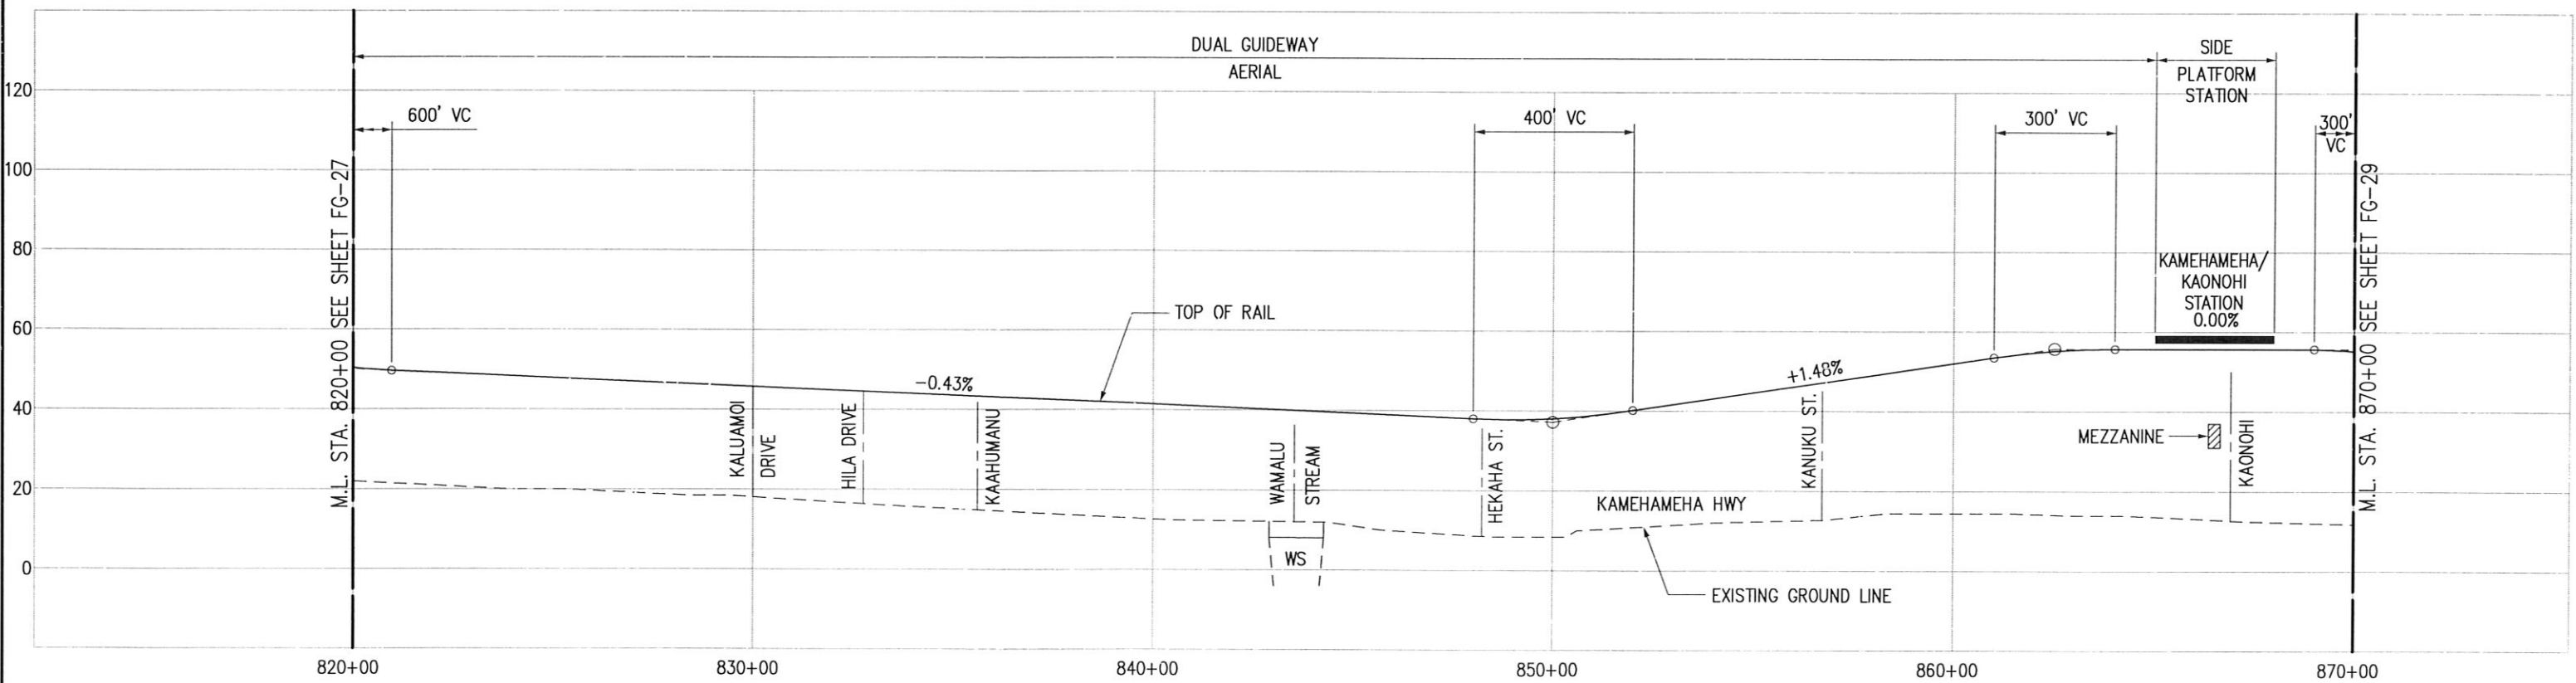 DUAL GUIDEWAY
AERIAL
SIDE
PLATFORM
STATION
120
100
80
60
40
20
0
600' VC
400' VC
300' VC
300'
VC
M.L. STA. 820+00 SEE SHEET FG-27
M.L. STA. 870+00 SEE SHEET FG-29
KAMEHAMEHA/
KAONOHI
STATION
0.00%
TOP OF RAIL
-0.43%
+1.48%
KALUAMOI
DRIVE
HILA DRIVE
KAAHUMANU
WAMALU
STREAM
HEKAHA ST.
KANUKU ST.
MEZZANINE
KAONOHI
KAMEHAMEHA HWY
WS
EXISTING GROUND LINE
820+00
830+00
840+00
850+00
860+00
870+00